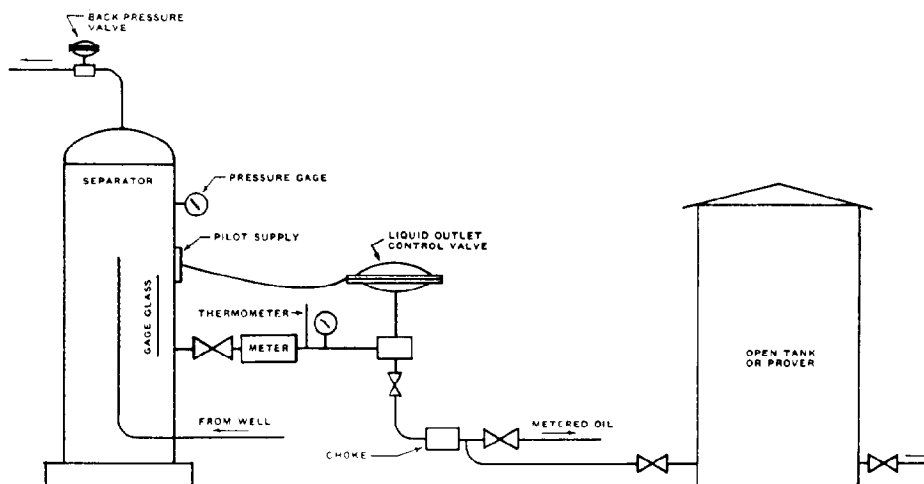 BACK PRESSURE
VALVE
SEPARATOR
PRESSURE GAGE
PILOT SUPPLY
LIQUID OUTLET
CONTROL VALVE
GAGE GLASS
THERMOMETER
METER
OPEN TANK
OR PROVER
FROM WELL
METERED OIL
CHOKE